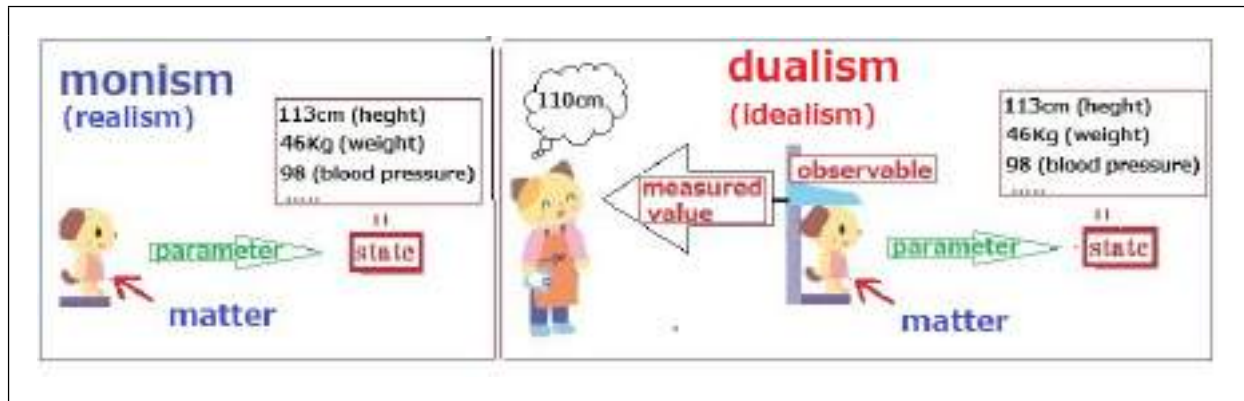 monism
(realism)
113cm (heght)
46Kg (weight)
98 (blood pressure)
.....
=
parameter
state
matter
dualism
(idealism)
110cm
observable
measured
value
113cm (heght)
46Kg (weight)
98 (blood pressure)
.....
=
parameter
state
matter